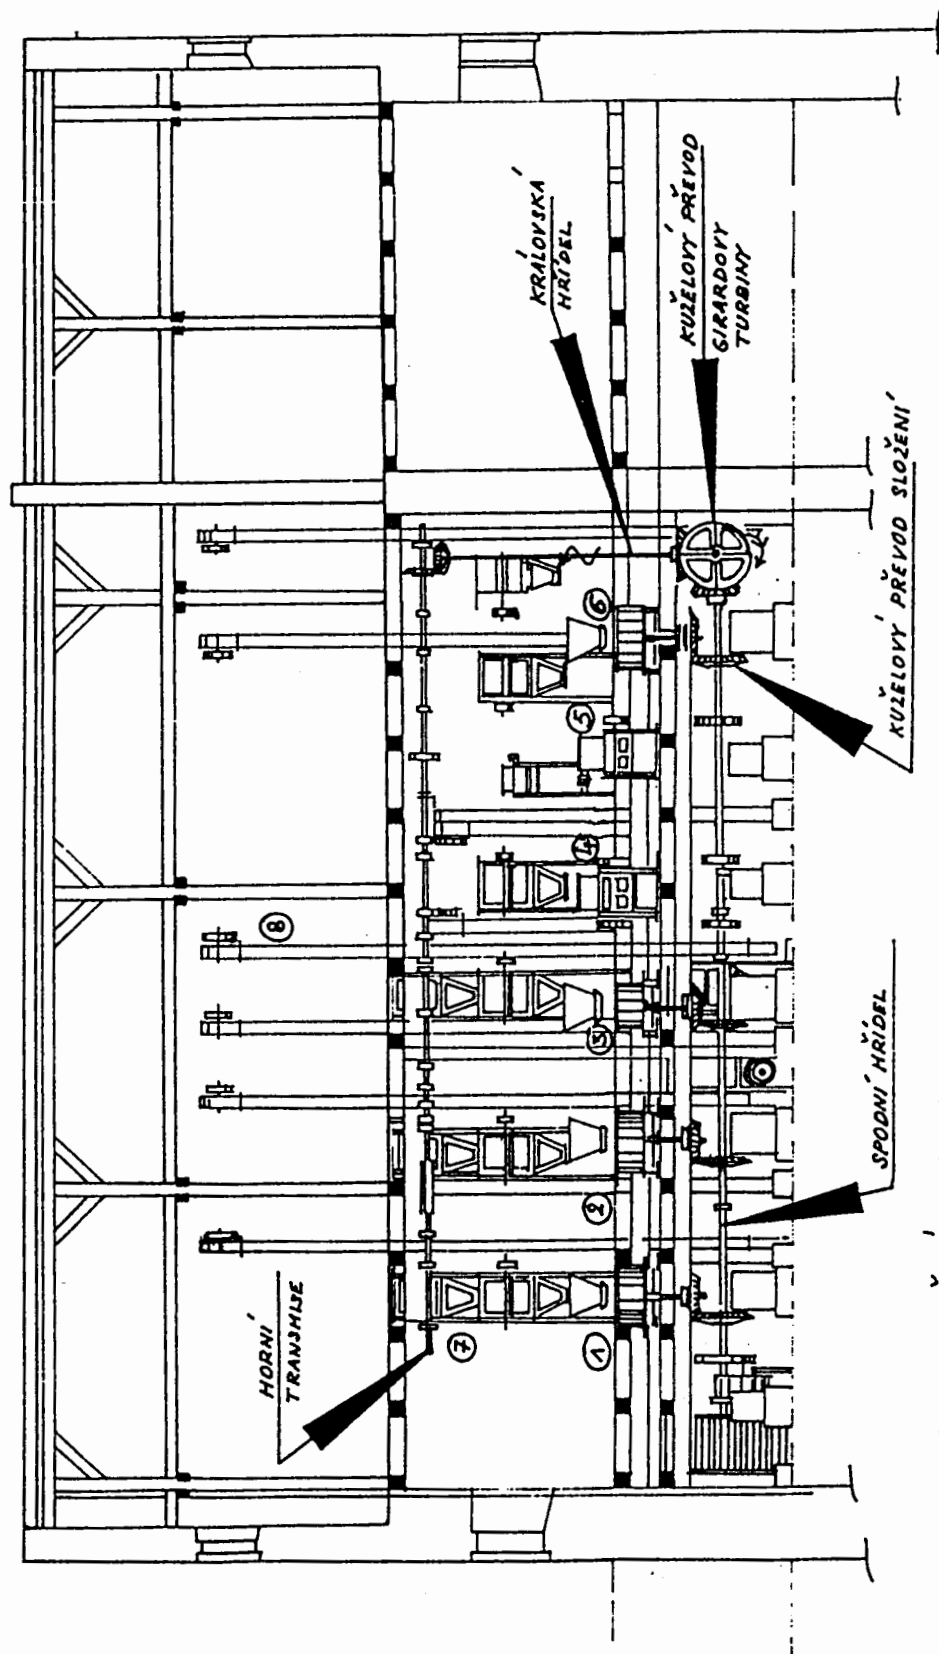 HORNÍ
TRANSMISE
KRÁLOVSKÁ
HŘÍDEL
KUŽELOVÝ PŘEVOD
GIRARDOVY
TURBINY
KUŽELOVÝ PŘEVOD SLOŽENÍ
SPODNÍ HŘÍDEL
1
2
3
4
5
6
7
8